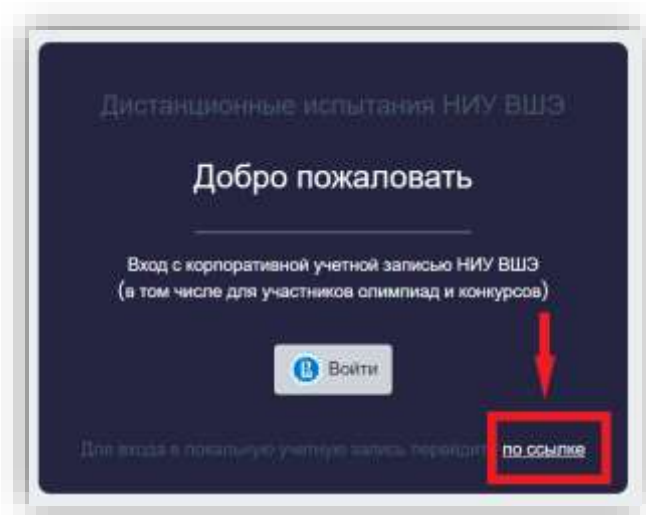 Дистанционные испытания НИУ ВШЭ
Добро пожаловать
Вход с корпоративной учетной записью НИУ ВШЭ
(в том числе для участников олимпиад и конкурсов)
Войти
Для входа в локальную учетную запись перейдите по ссылке